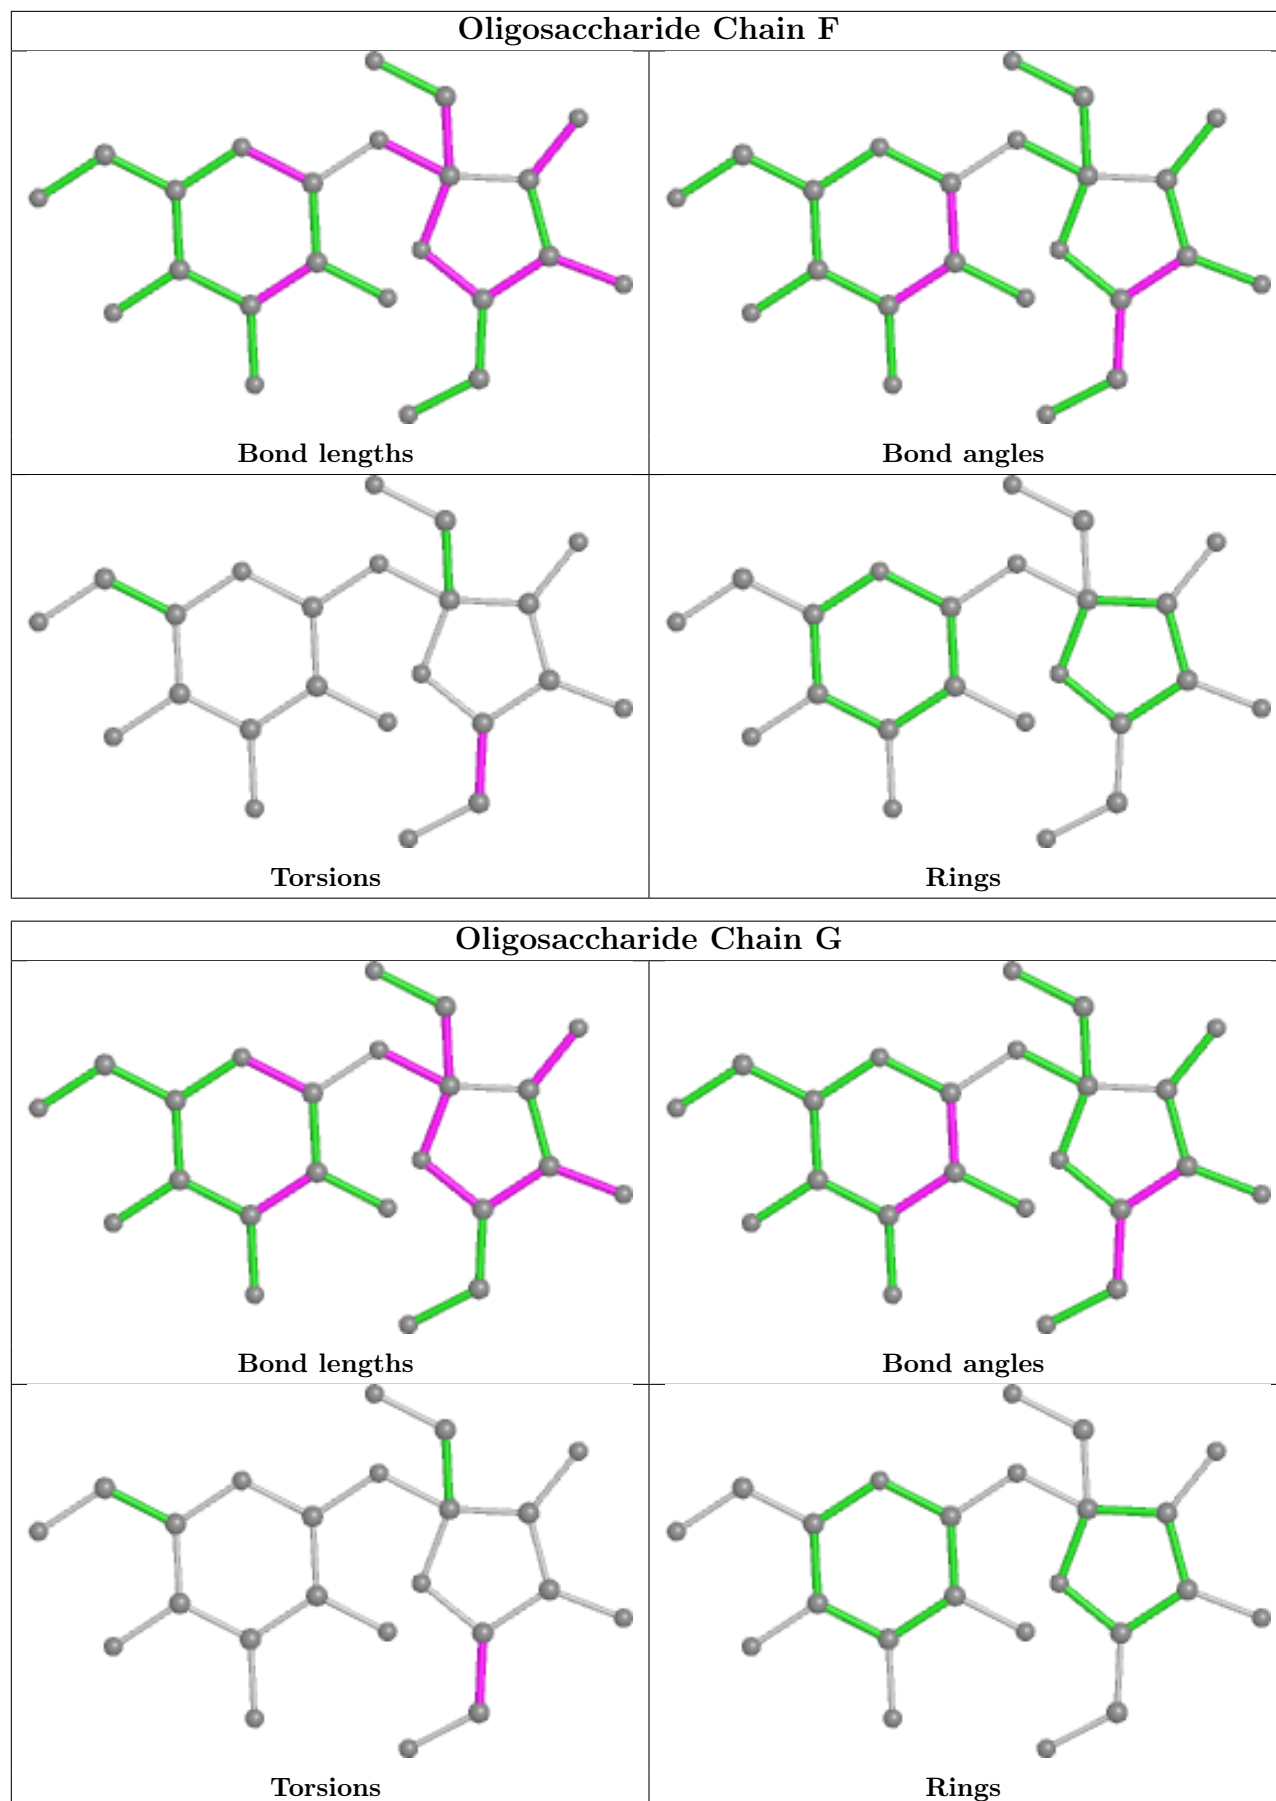 Oligosaccharide Chain F
Bond lengths
Bond angles
Torsions
Rings
Oligosaccharide Chain G
Bond lengths
Bond angles
Torsions
Rings